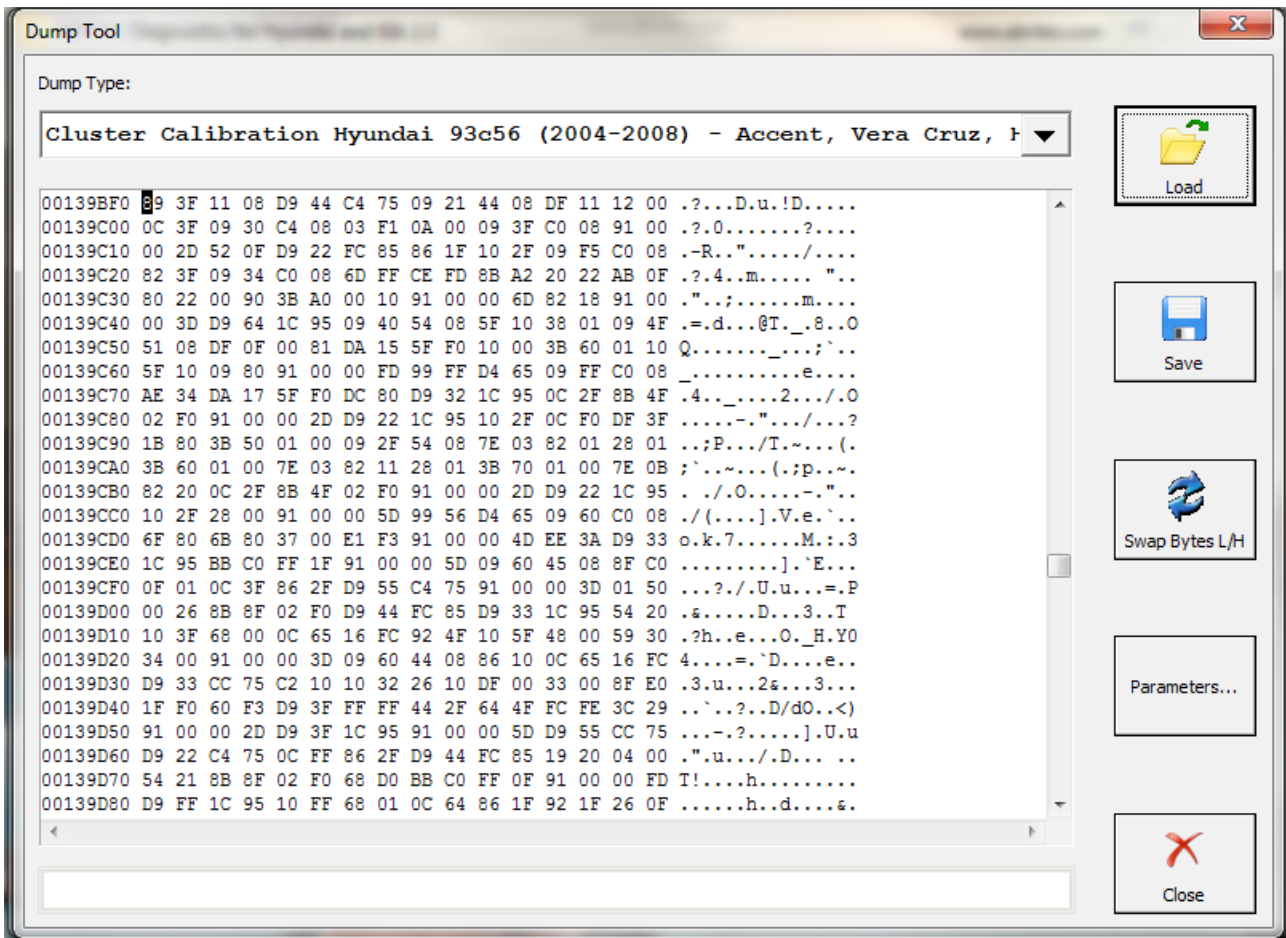 Dump Tool
Dump Type:
Cluster Calibration Hyundai 93c56 (2004-2008) - Accent, Vera Cruz, H
00139BF0 89 3F 11 08 D9 44 C4 75 09 21 44 08 DF 11 12 00 .?...D.u.!D.....
00139C00 0C 3F 09 30 C4 08 03 F1 0A 00 09 3F C0 08 91 00 .?.0.......?....
00139C10 00 2D 52 0F D9 22 FC 85 86 1F 10 2F 09 F5 C0 08 .-R.."...../....
00139C20 82 3F 09 34 C0 08 6D FF CE FD 8B A2 20 22 AB 0F .?.4..m..... "..
00139C30 80 22 00 90 3B A0 00 10 91 00 00 6D 82 18 91 00 ."..;......m....
00139C40 00 3D D9 64 1C 95 09 40 54 08 5F 10 38 01 09 4F .=.d...@T._.8..O
00139C50 51 08 DF 0F 00 81 DA 15 5F F0 10 00 3B 60 01 10 Q......._...;`..
00139C60 5F 10 09 80 91 00 00 FD 99 FF D4 65 09 FF C0 08 _..........e....
00139C70 AE 34 DA 17 5F F0 DC 80 D9 32 1C 95 0C 2F 8B 4F .4.._....2.../.O
00139C80 02 F0 91 00 00 2D D9 22 1C 95 10 2F 0C F0 DF 3F .....-.".../...?
00139C90 1B 80 3B 50 01 00 09 2F 54 08 7E 03 82 01 28 01 ..;P.../T.~...(.
00139CA0 3B 60 01 00 7E 03 82 11 28 01 3B 70 01 00 7E 0B ;`..~...(.;p..~.
00139CB0 82 20 0C 2F 8B 4F 02 F0 91 00 00 2D D9 22 1C 95 . ./.O.....-."..
00139CC0 10 2F 28 00 91 00 00 5D 99 56 D4 65 09 60 C0 08 ./(....].V.e.`..
00139CD0 6F 80 6B 80 37 00 E1 F3 91 00 00 4D EE 3A D9 33 o.k.7......M.:.3
00139CE0 1C 95 BB C0 FF 1F 91 00 00 5D 09 60 45 08 8F C0 .........].`E...
00139CF0 0F 01 0C 3F 86 2F D9 55 C4 75 91 00 00 3D 01 50 ...?./.U.u...=.P
00139D00 00 26 8B 8F 02 F0 D9 44 FC 85 D9 33 1C 95 54 20 .&.....D...3..T
00139D10 10 3F 68 00 0C 65 16 FC 92 4F 10 5F 48 00 59 30 .?h..e...O._H.Y0
00139D20 34 00 91 00 00 3D 09 60 44 08 86 10 0C 65 16 FC 4....=.`D....e..
00139D30 D9 33 CC 75 C2 10 10 32 26 10 DF 00 33 00 8F E0 .3.u...2&...3...
00139D40 1F F0 60 F3 D9 3F FF FF 44 2F 64 4F FC FE 3C 29 ..`..?..D/dO..<)
00139D50 91 00 00 2D D9 3F 1C 95 91 00 00 5D D9 55 CC 75 ...-.?.....].U.u
00139D60 D9 22 C4 75 0C FF 86 2F D9 44 FC 85 19 20 04 00 .".u.../.D... ..
00139D70 54 21 8B 8F 02 F0 68 D0 BB C0 FF 0F 91 00 00 FD T!....h.........
00139D80 D9 FF 1C 95 10 FF 68 01 0C 64 86 1F 92 1F 26 0F ......h..d....&.
Load
Save
Swap Bytes L/H
Parameters...
Close